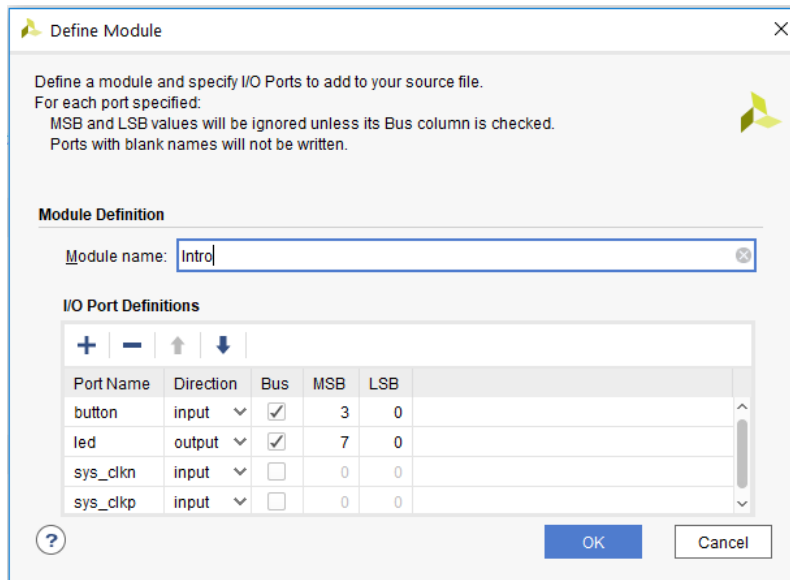 Define Module
Define a module and specify I/O Ports to add to your source file.
For each port specified:
MSB and LSB values will be ignored unless its Bus column is checked.
Ports with blank names will not be written.
Module Definition
Module name: Intro
I/O Port Definitions
Port Name Direction Bus MSB LSB
button input 3 0
led output 7 0
sys_clkn input 0 0
sys_clkp input 0 0
? OK Cancel